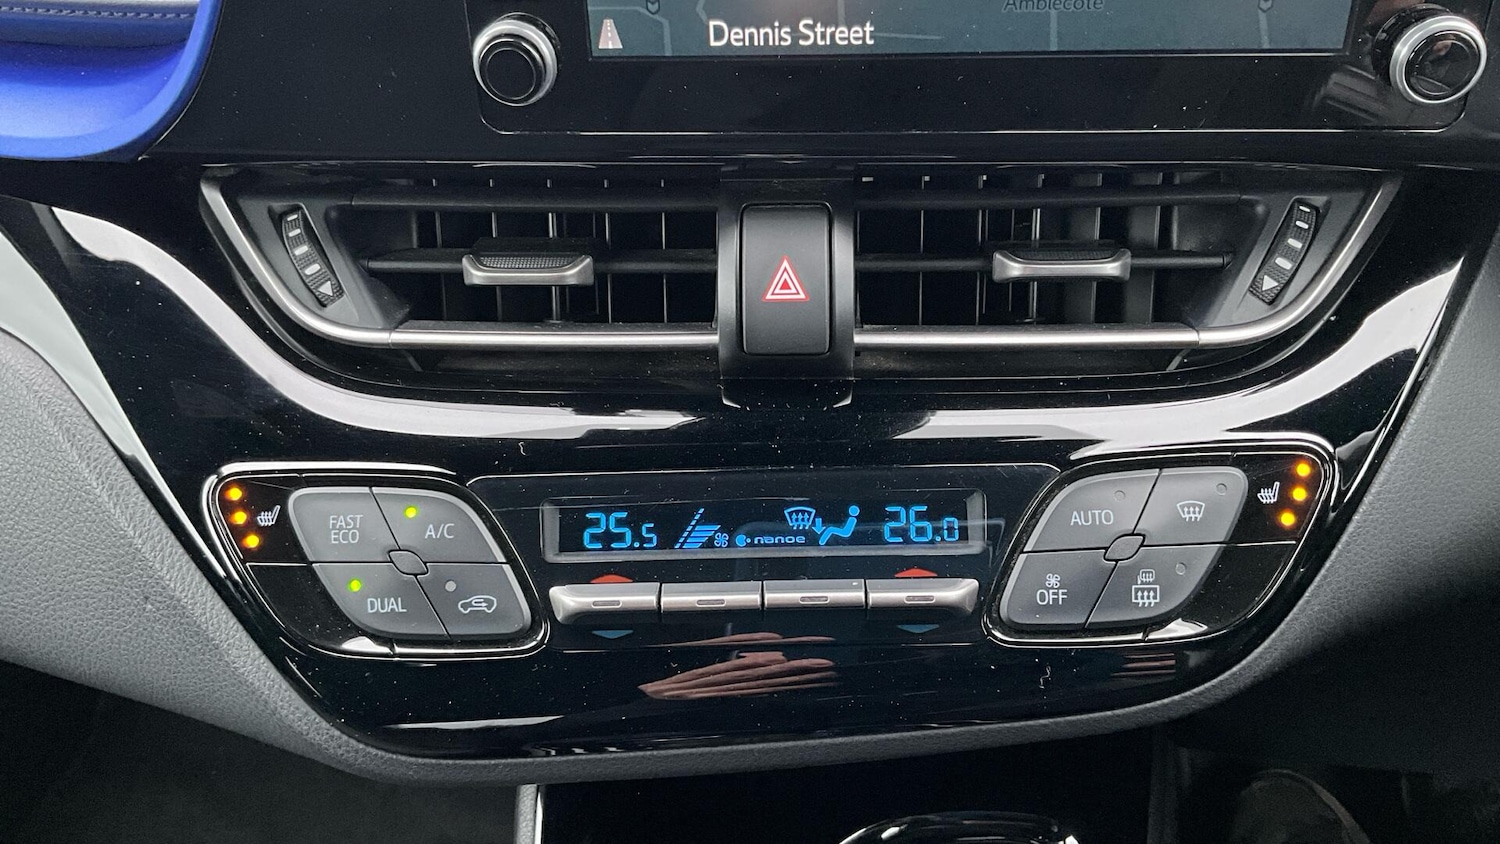 Amblecote
Dennis Street
FAST
ECO
A/C
DUAL
25.5
nanoe
26.0
AUTO
OFF